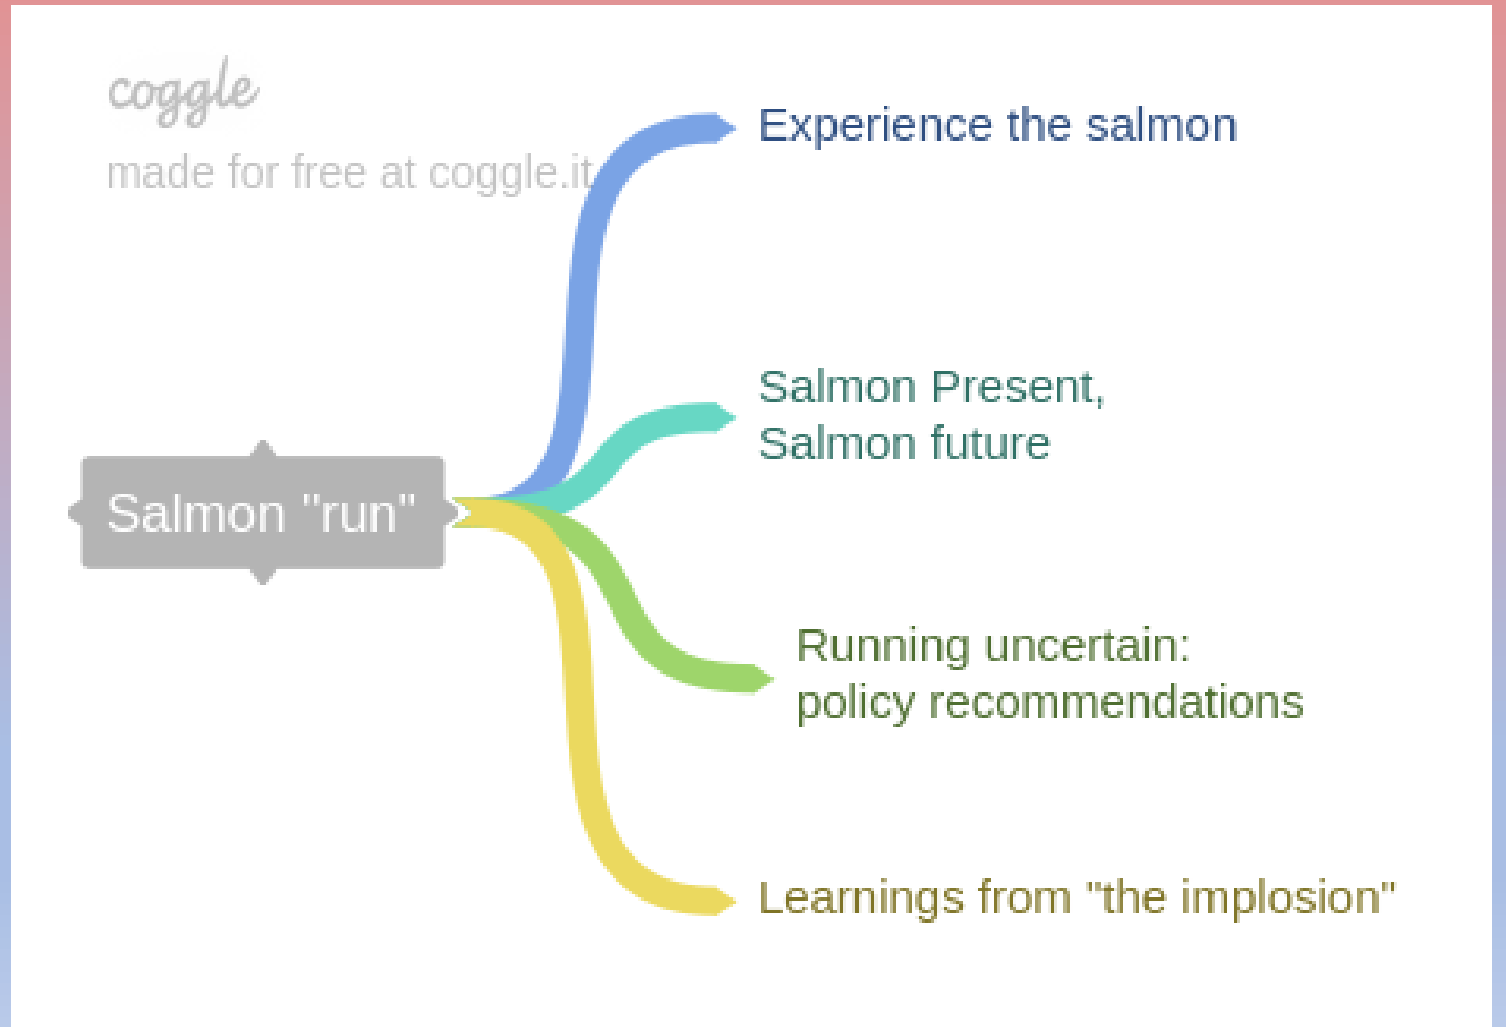 coggle
made for free at coggle.it
Experience the salmon
Salmon Present,
Salmon future
Salmon "run"
Running uncertain:
policy recommendations
Learnings from "the implosion"